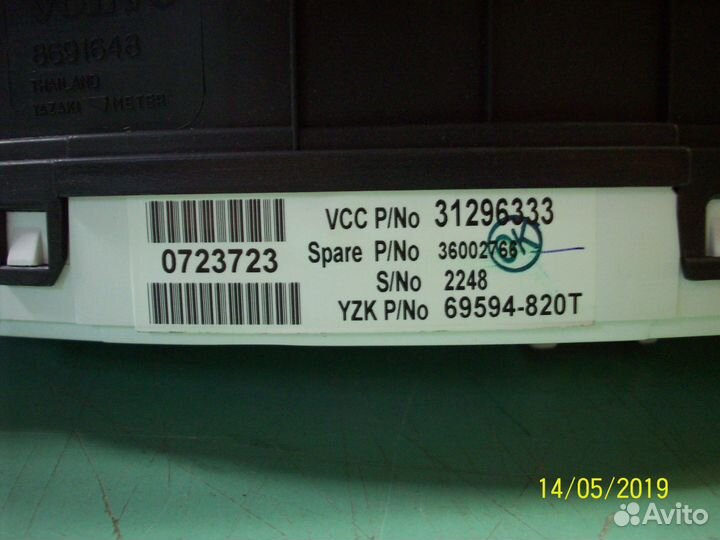 VOLVO
8691648
THAILAND
YAZAKI /METER
0723723
VCC P/No 31296333
Spare P/No 36002766
S/No 2248
YZK P/No 69594-820T
OK
14/05/2019
Avito